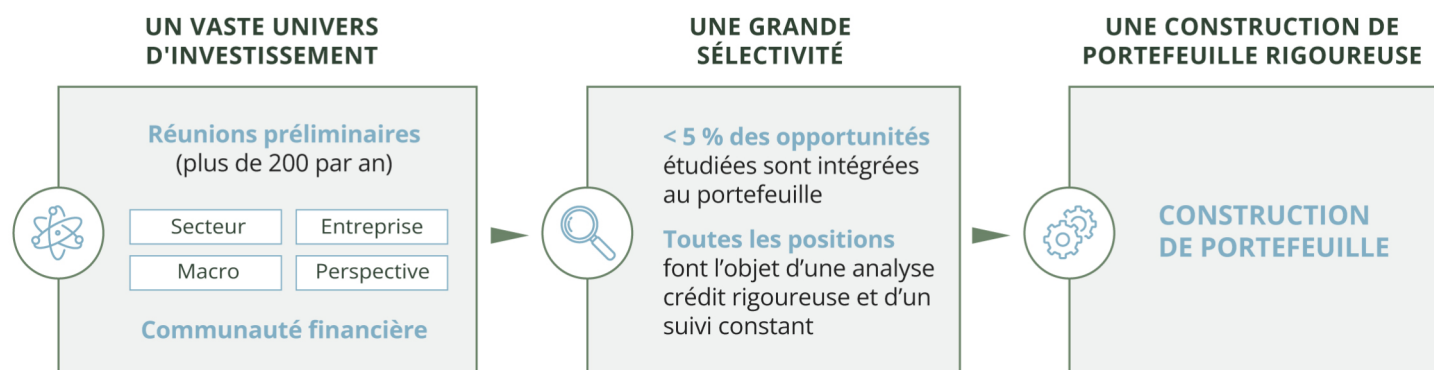 UN VASTE UNIVERS
D'INVESTISSEMENT
Réunions préliminaires
(plus de 200 par an)
Secteur
Entreprise
Macro
Perspective
Communauté financière
UNE GRANDE
SÉLECTIVITÉ
< 5 % des opportunités
étudiées sont intégrées
au portefeuille
Toutes les positions
font l’objet d’une analyse
crédit rigoureuse et d’un
suivi constant
UNE CONSTRUCTION DE
PORTEFEUILLE RIGOUREUSE
CONSTRUCTION
DE PORTEFEUILLE